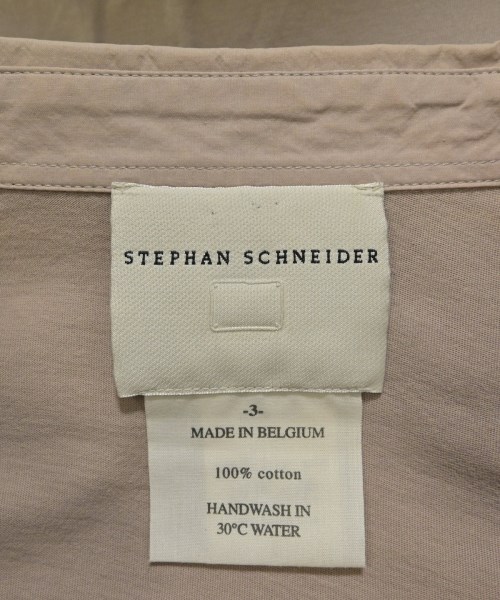 STEPHAN SCHNEIDER
-3-
MADE IN BELGIUM
100% cotton
HANDWASH IN
30°C WATER